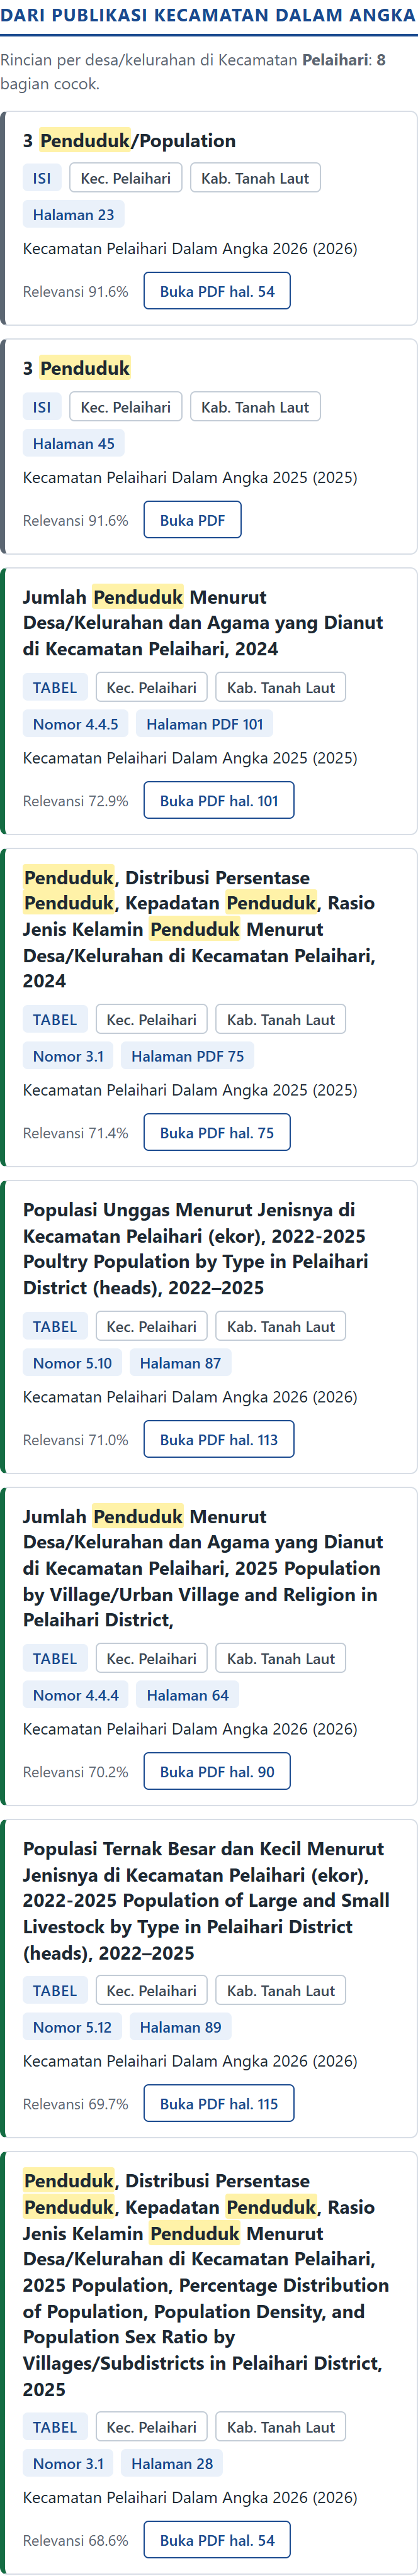 DARI PUBLIKASI KECAMATAN DALAM ANGKA
Rincian per desa/kelurahan di Kecamatan Pelaihari: 8
bagian cocok.
3 Penduduk/Population
ISI Kec. Pelaihari Kab. Tanah Laut
Halaman 23
Kecamatan Pelaihari Dalam Angka 2026 (2026)
Relevansi 91.6% Buka PDF hal. 54
3 Penduduk
ISI Kec. Pelaihari Kab. Tanah Laut
Halaman 45
Kecamatan Pelaihari Dalam Angka 2025 (2025)
Relevansi 91.6% Buka PDF
Jumlah Penduduk Menurut
Desa/Kelurahan dan Agama yang Dianut
di Kecamatan Pelaihari, 2024
TABEL Kec. Pelaihari Kab. Tanah Laut
Nomor 4.4.5 Halaman PDF 101
Kecamatan Pelaihari Dalam Angka 2025 (2025)
Relevansi 72.9% Buka PDF hal. 101
Penduduk, Distribusi Persentase
Penduduk, Kepadatan Penduduk, Rasio
Jenis Kelamin Penduduk Menurut
Desa/Kelurahan di Kecamatan Pelaihari,
2024
TABEL Kec. Pelaihari Kab. Tanah Laut
Nomor 3.1 Halaman PDF 75
Kecamatan Pelaihari Dalam Angka 2025 (2025)
Relevansi 71.4% Buka PDF hal. 75
Populasi Unggas Menurut Jenisnya di
Kecamatan Pelaihari (ekor), 2022-2025
Poultry Population by Type in Pelaihari
District (heads), 2022–2025
TABEL Kec. Pelaihari Kab. Tanah Laut
Nomor 5.10 Halaman 87
Kecamatan Pelaihari Dalam Angka 2026 (2026)
Relevansi 71.0% Buka PDF hal. 113
Jumlah Penduduk Menurut
Desa/Kelurahan dan Agama yang Dianut
di Kecamatan Pelaihari, 2025 Population
by Village/Urban Village and Religion in
Pelaihari District,
TABEL Kec. Pelaihari Kab. Tanah Laut
Nomor 4.4.4 Halaman 64
Kecamatan Pelaihari Dalam Angka 2026 (2026)
Relevansi 70.2% Buka PDF hal. 90
Populasi Ternak Besar dan Kecil Menurut
Jenisnya di Kecamatan Pelaihari (ekor),
2022-2025 Population of Large and Small
Livestock by Type in Pelaihari District
(heads), 2022–2025
TABEL Kec. Pelaihari Kab. Tanah Laut
Nomor 5.12 Halaman 89
Kecamatan Pelaihari Dalam Angka 2026 (2026)
Relevansi 69.7% Buka PDF hal. 115
Penduduk, Distribusi Persentase
Penduduk, Kepadatan Penduduk, Rasio
Jenis Kelamin Penduduk Menurut
Desa/Kelurahan di Kecamatan Pelaihari,
2025 Population, Percentage Distribution
of Population, Population Density, and
Population Sex Ratio by
Villages/Subdistricts in Pelaihari District,
2025
TABEL Kec. Pelaihari Kab. Tanah Laut
Nomor 3.1 Halaman 28
Kecamatan Pelaihari Dalam Angka 2026 (2026)
Relevansi 68.6% Buka PDF hal. 54